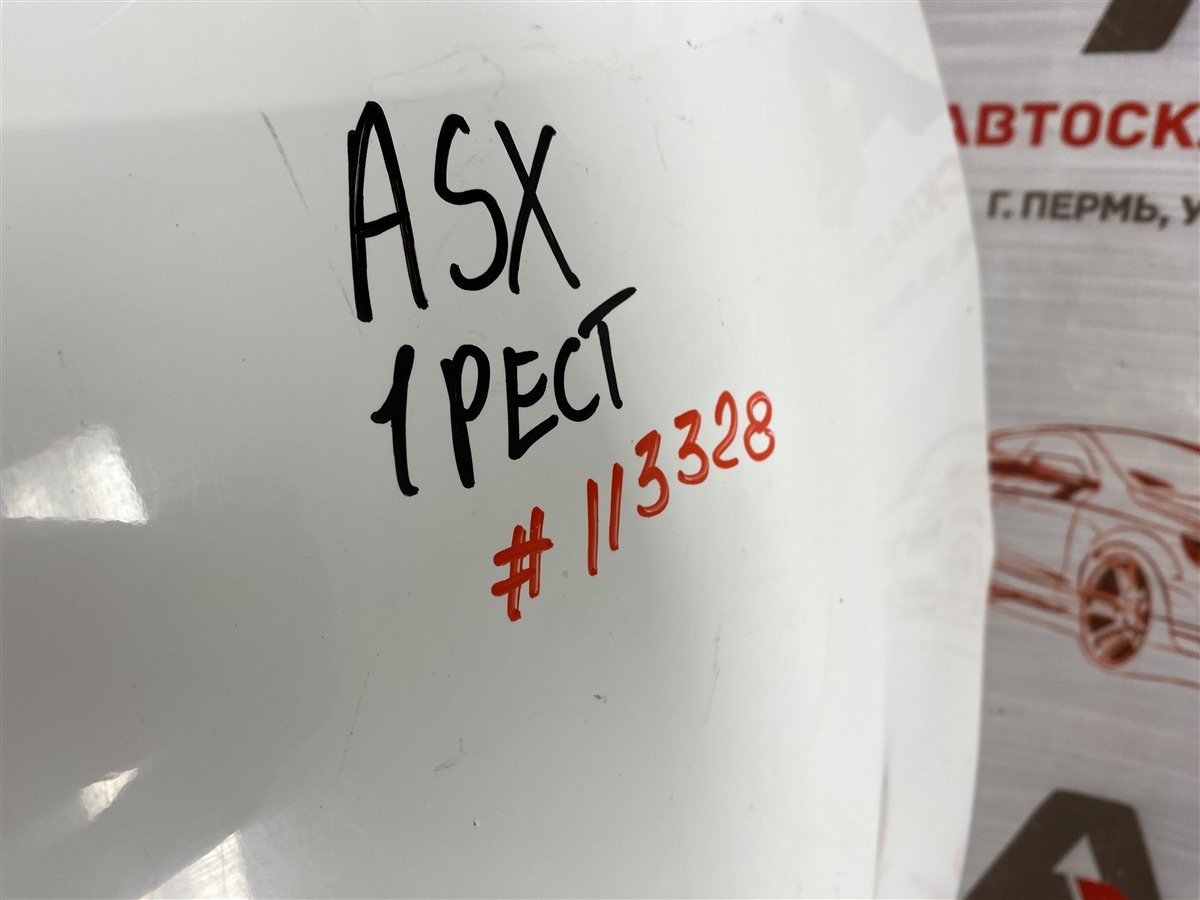 ASX
1 РЕСТ
# 113328
АВТОСК
Г. ПЕРМЬ, У